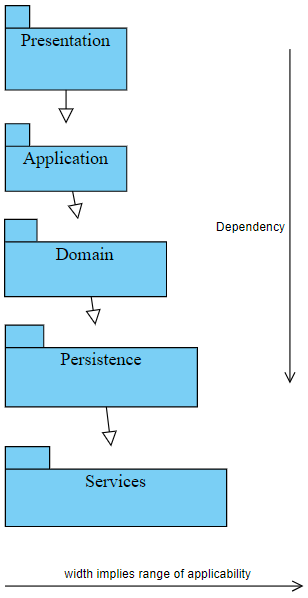 Presentation
Application
Dependency
Domain
Persistence
Services
width implies range of applicability